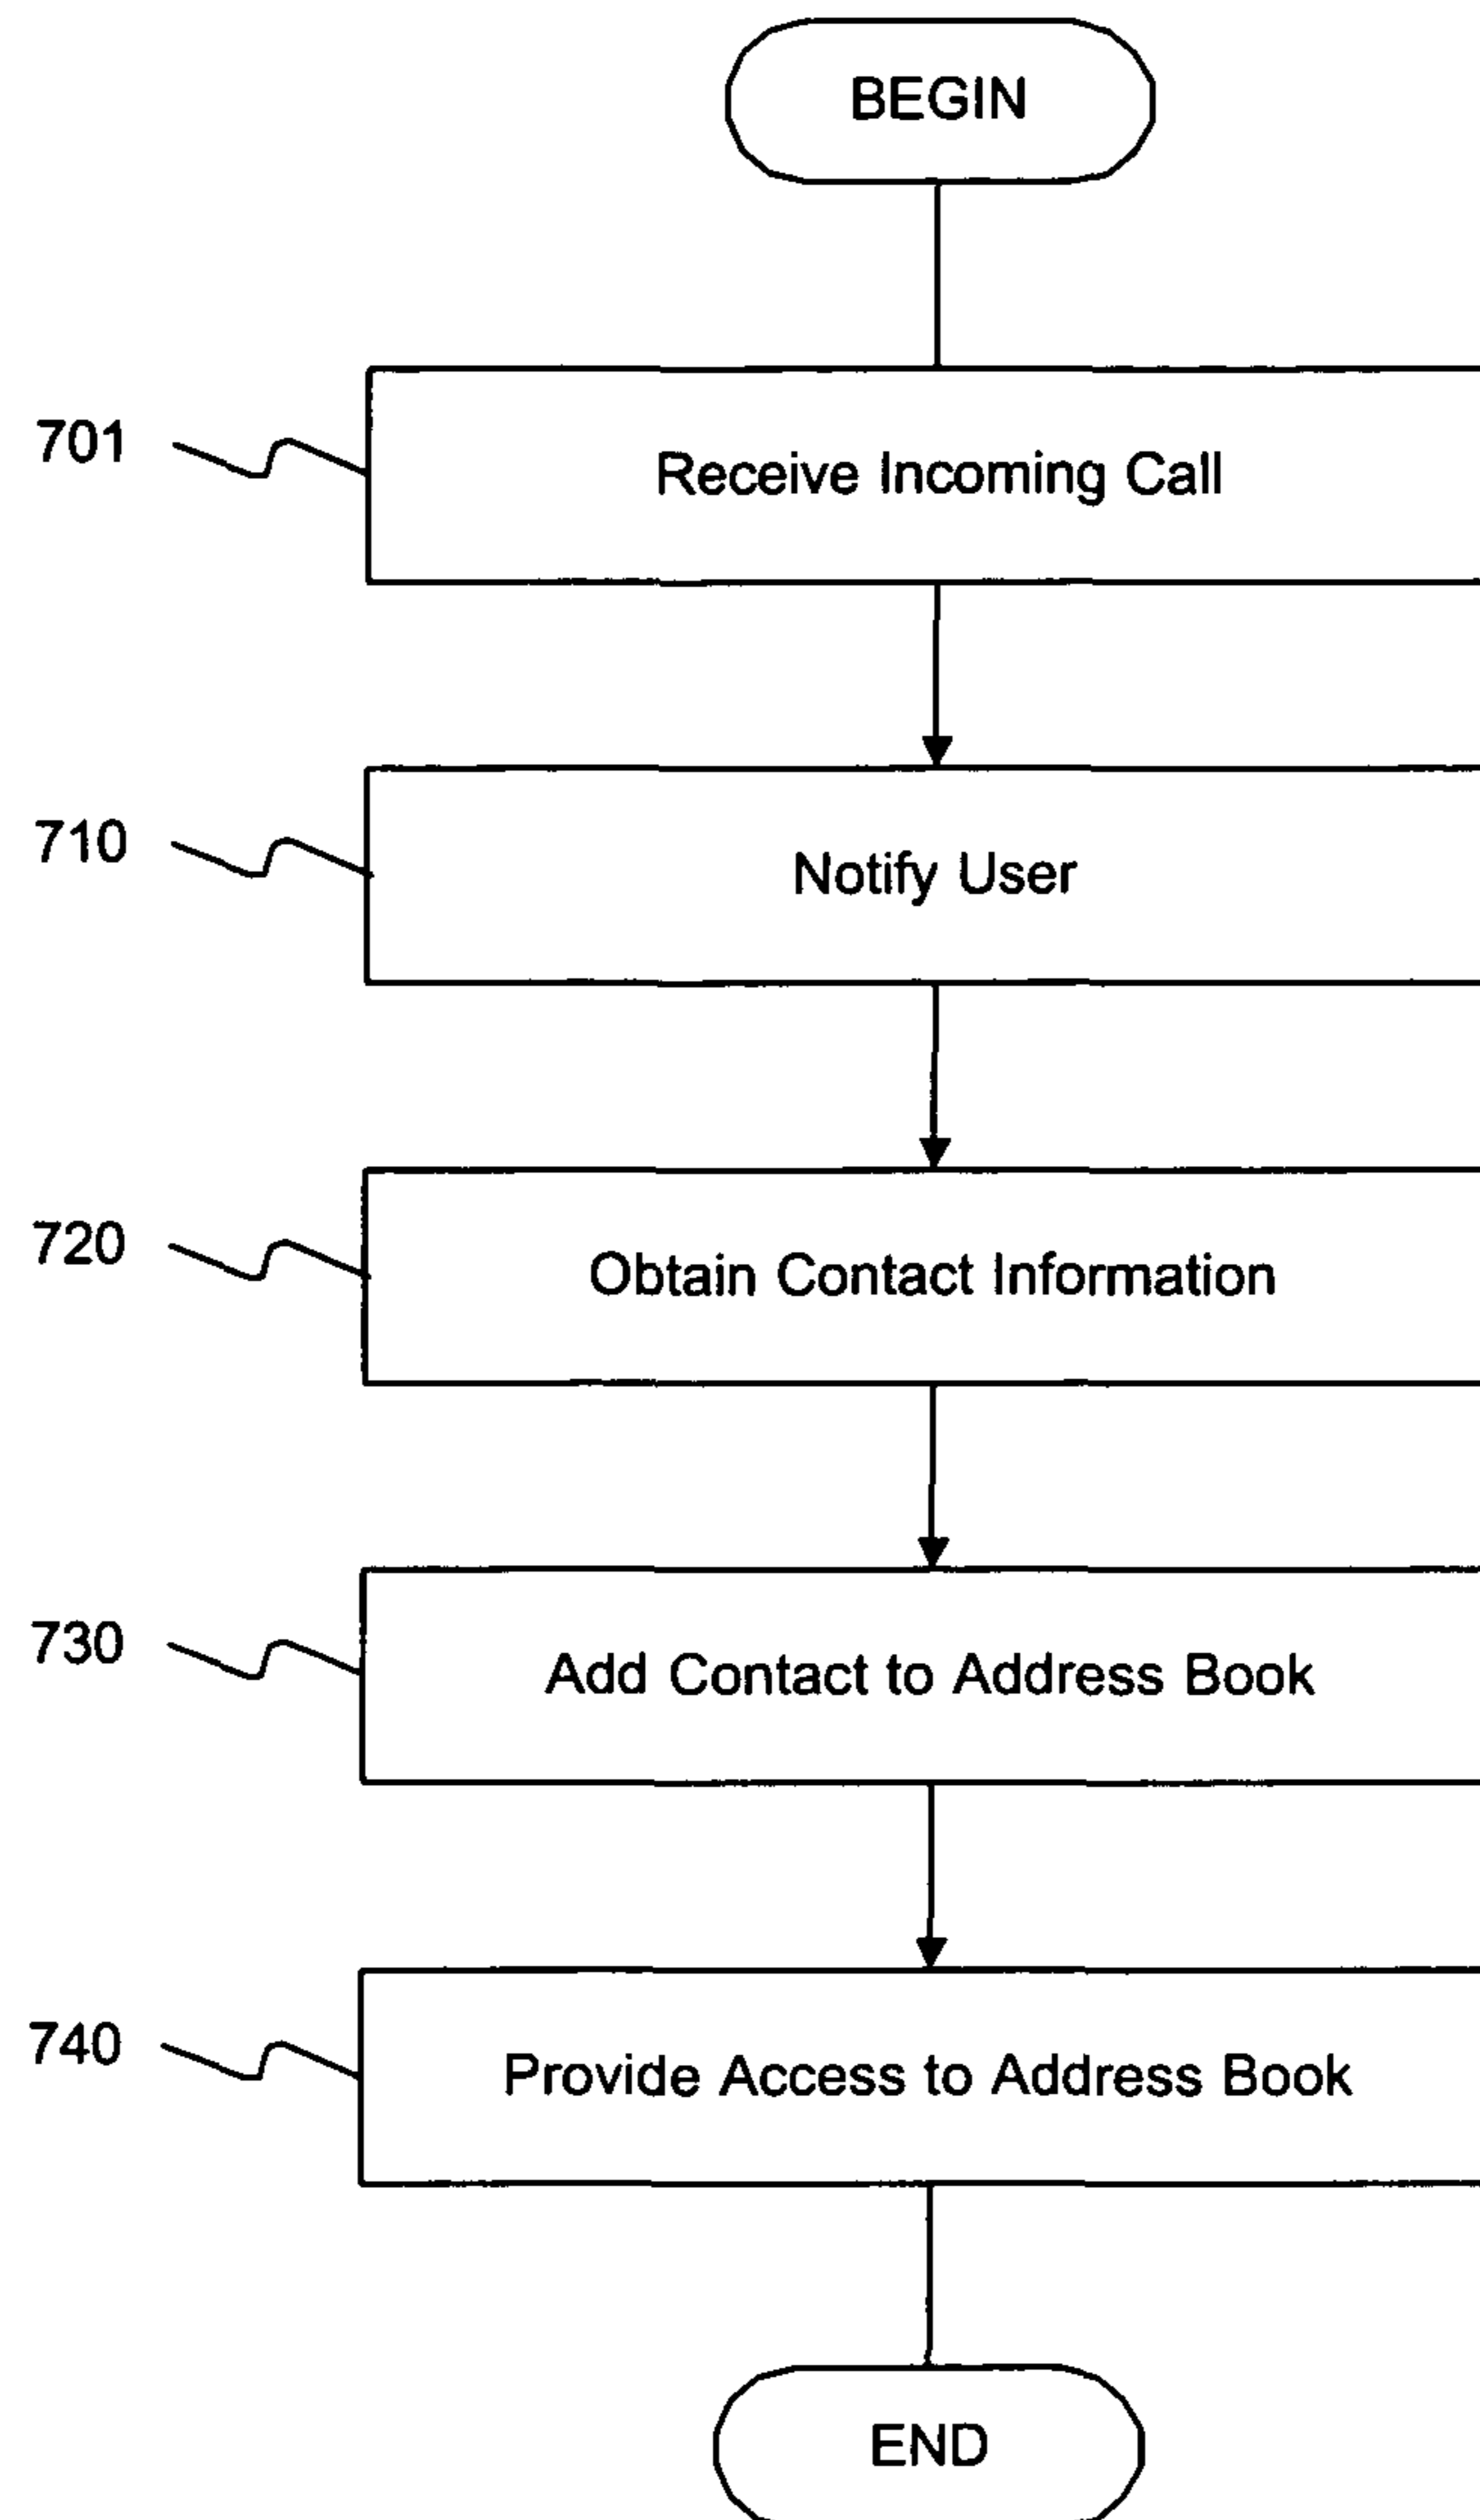 BEGIN
701
Receive Incoming Call
710
Notify User
720
Obtain Contact Information
730
Add Contact to Address Book
740
Provide Access to Address Book
END